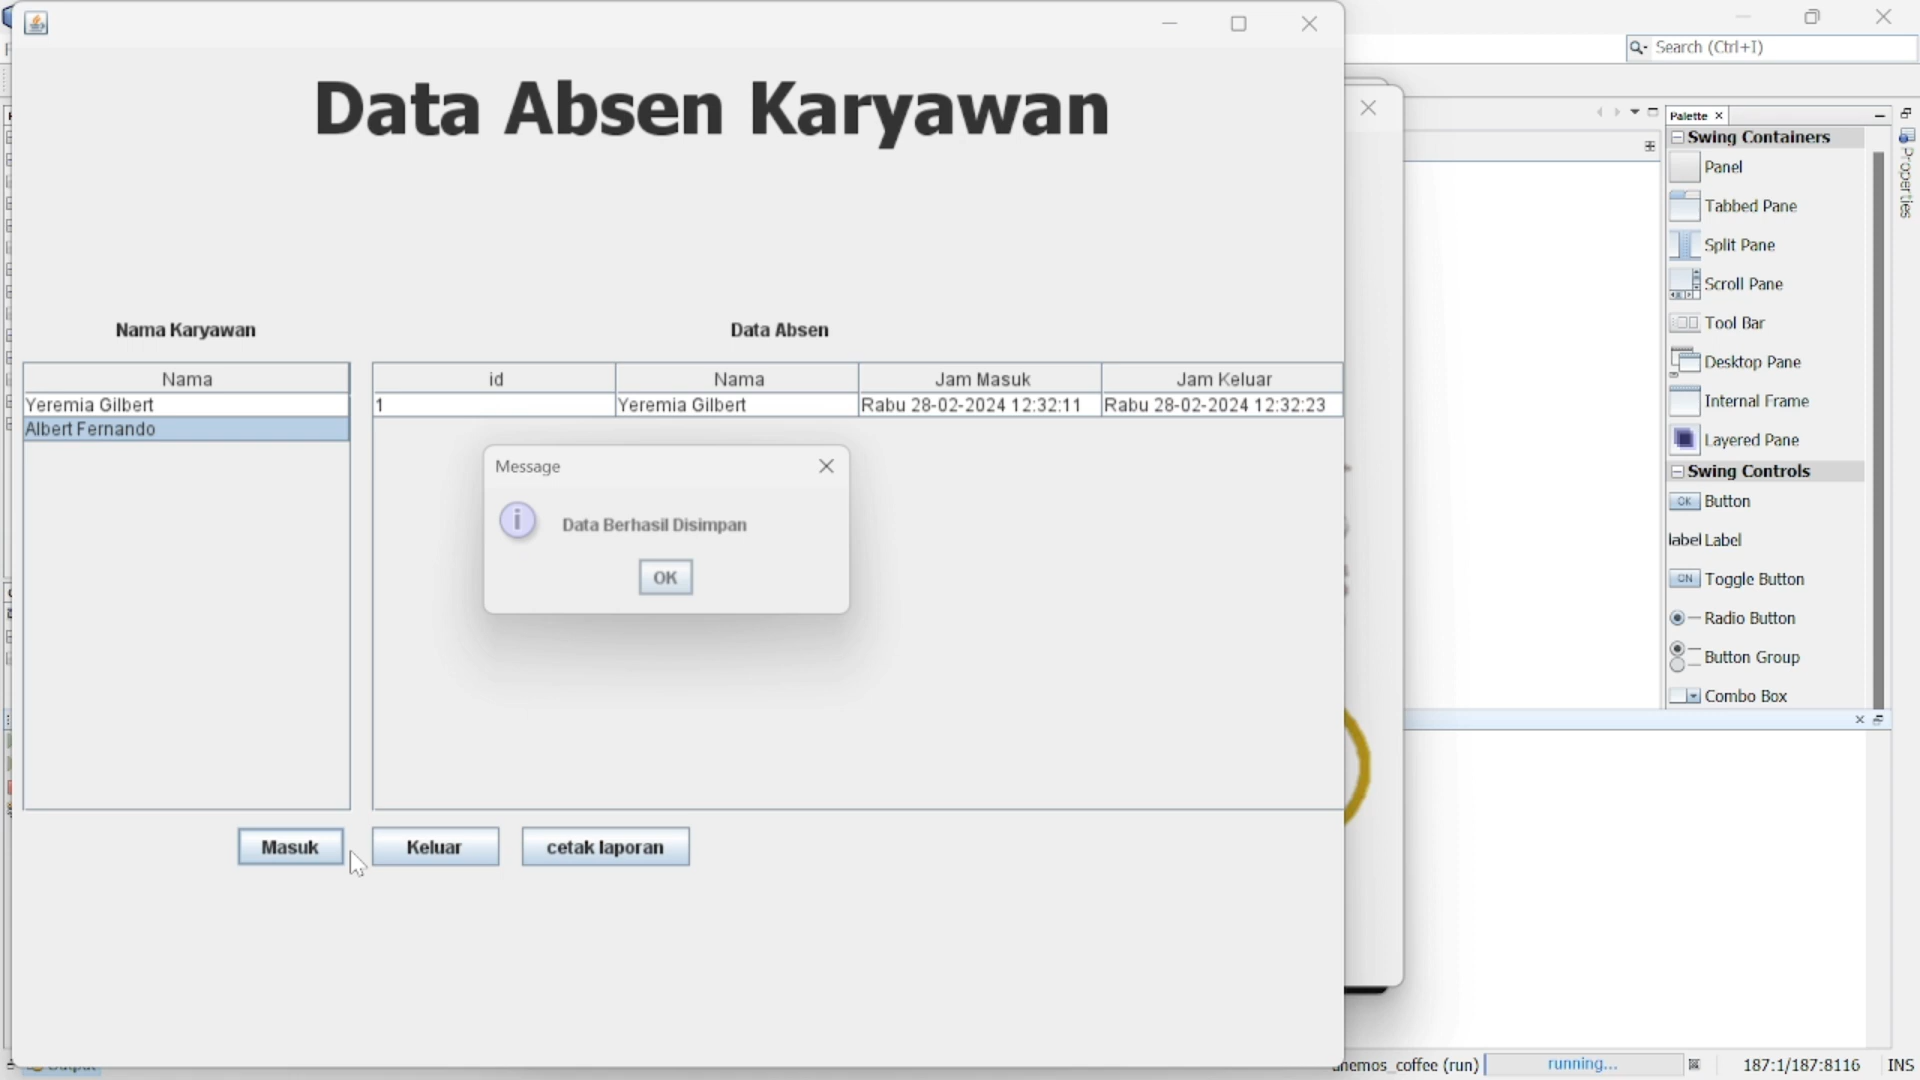 Search (Ctrl+I)
Data Absen Karyawan
Palette
Swing Containers
Panel
Tabbed Pane
Split Pane
Scroll Pane
Tool Bar
Desktop Pane
Internal Frame
Layered Pane
Swing Controls
OK Button
label Label
ON Toggle Button
Radio Button
Button Group
Combo Box
Properties
Nama Karyawan
Data Absen
Nama
id Nama Jam Masuk Jam Keluar
Yeremia Gilbert
1 Yeremia Gilbert Rabu 28-02-2024 12:32:11 Rabu 28-02-2024 12:32:23
Albert Fernando
Message
Data Berhasil Disimpan
OK
Masuk Keluar cetak laporan
(run) running... 187:1/187:8116 INS